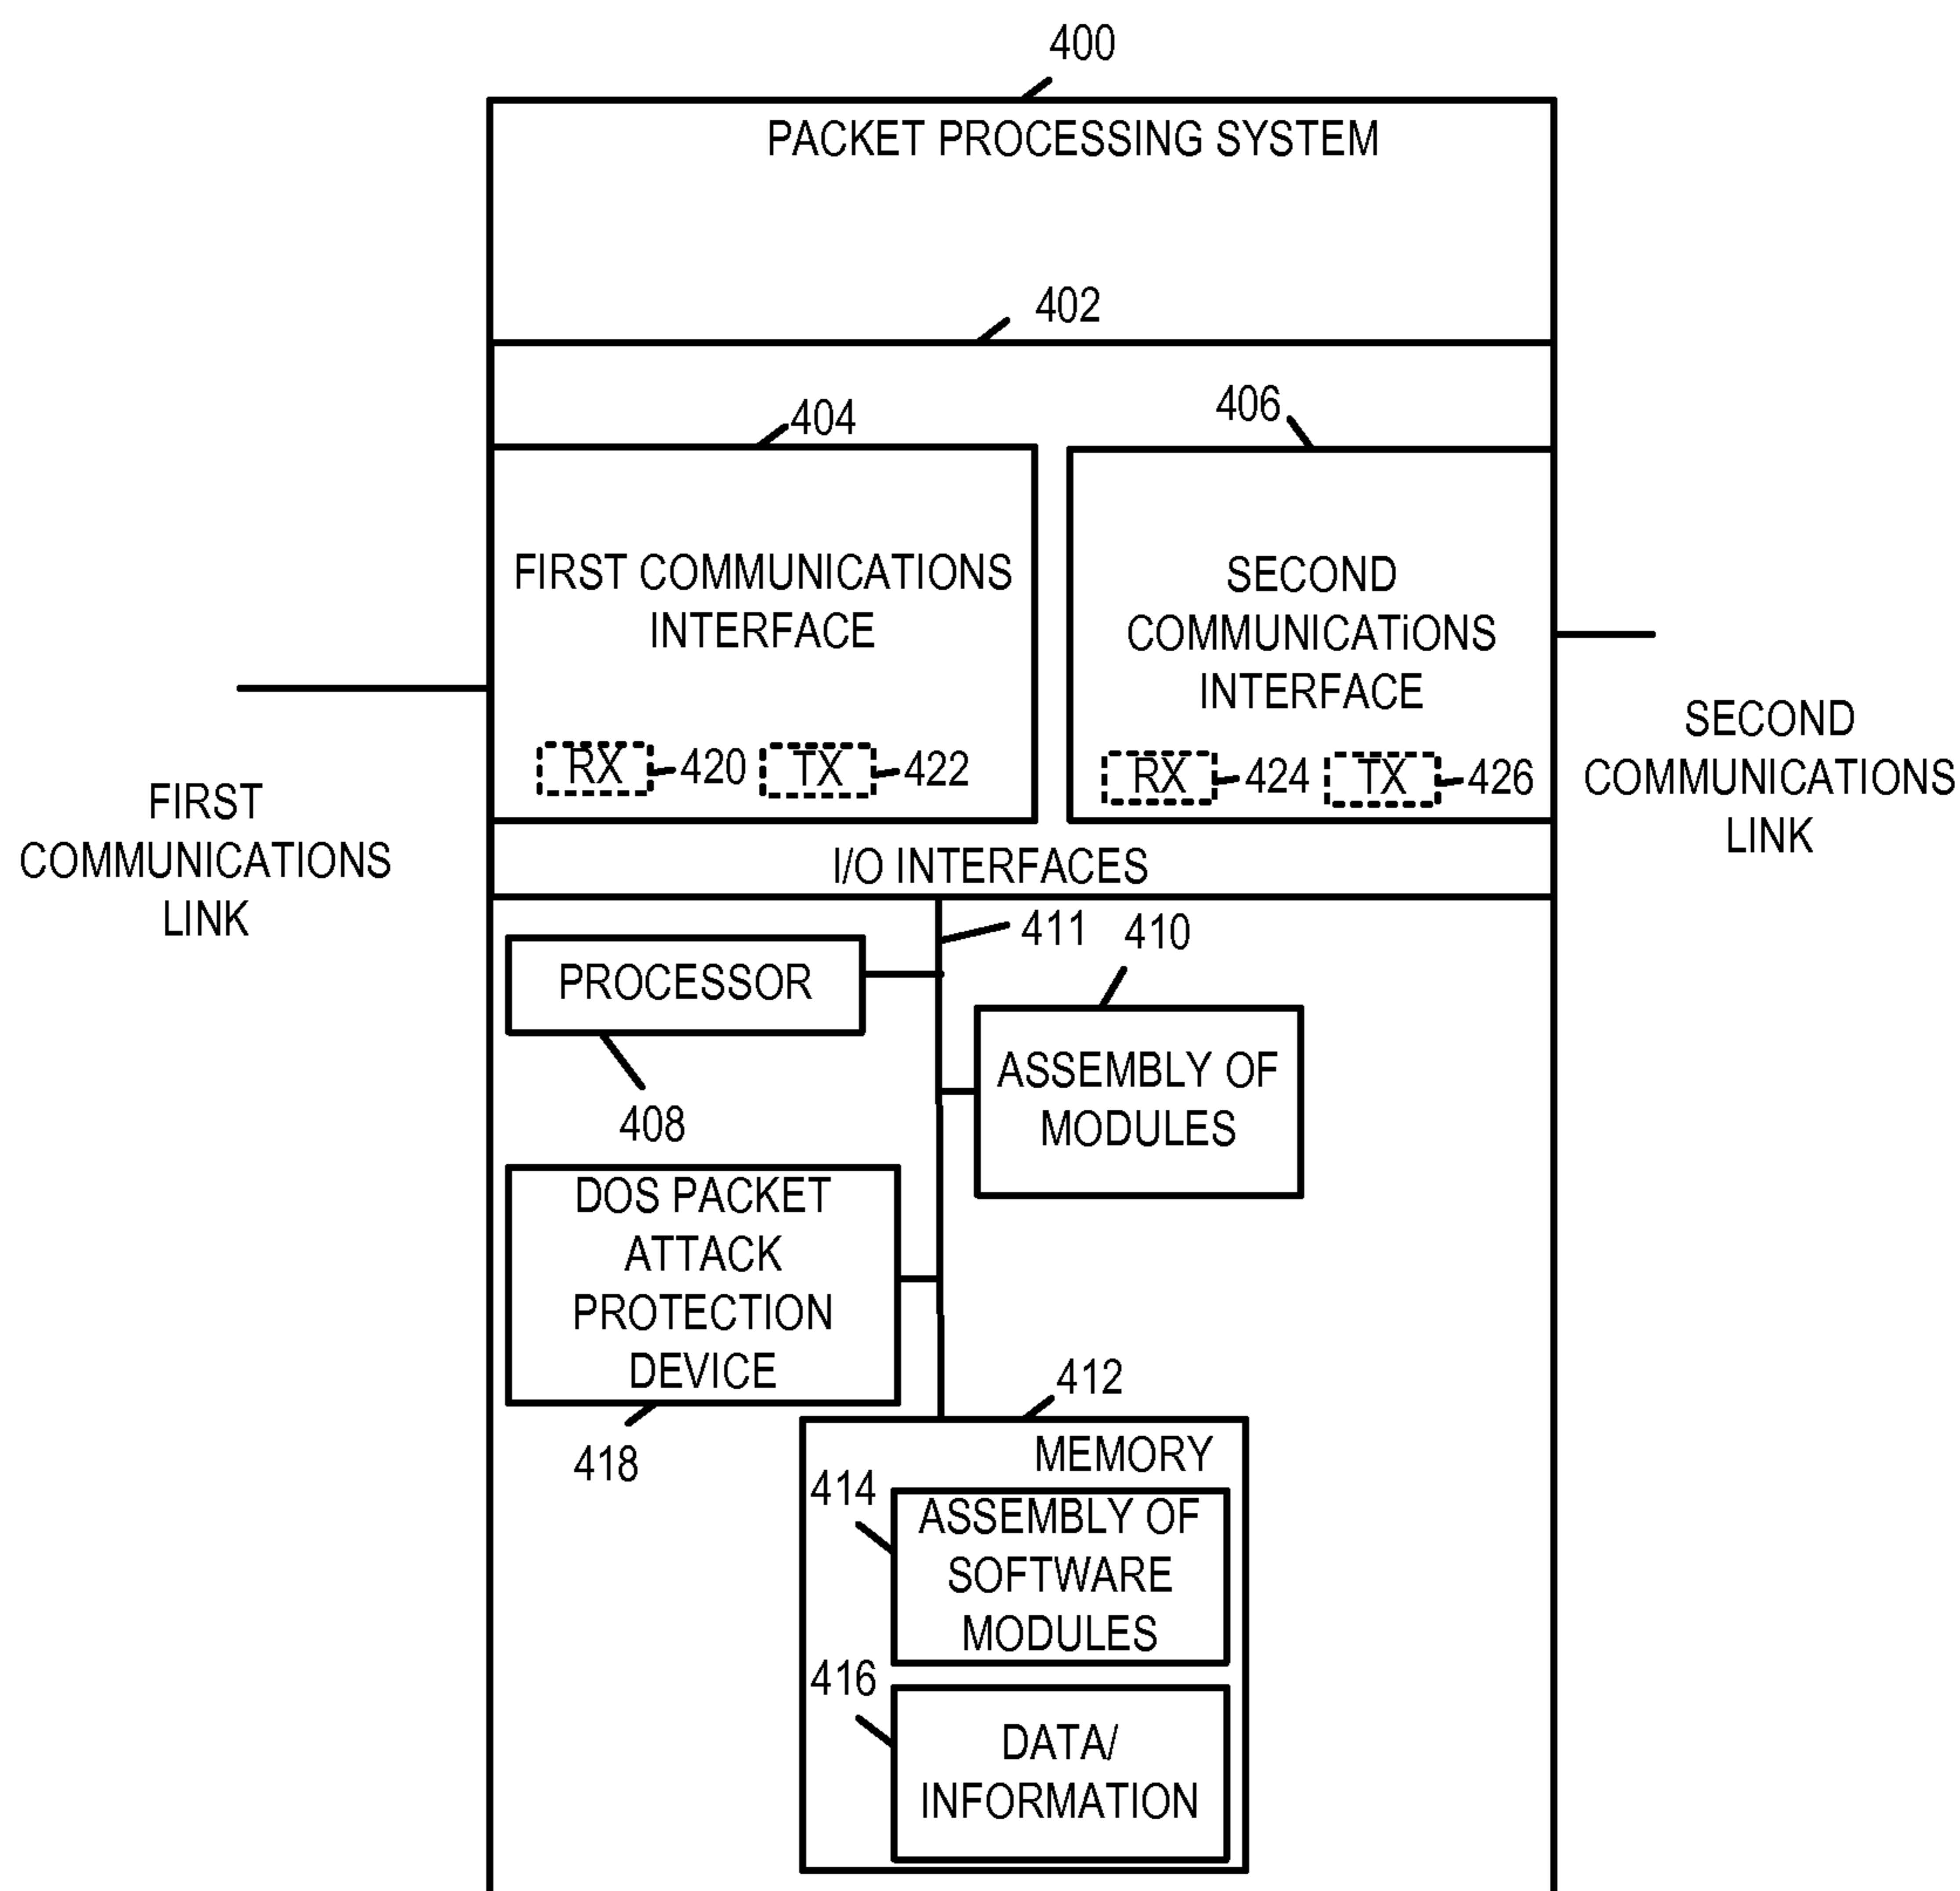 400
PACKET PROCESSING SYSTEM
402
404
406
FIRST COMMUNICATIONS
INTERFACE
SECOND
COMMUNICATiONS
INTERFACE
RX
420
TX
422
RX
424
TX
426
FIRST
COMMUNICATIONS
LINK
SECOND
COMMUNICATIONS
LINK
I/O INTERFACES
411
410
PROCESSOR
408
ASSEMBLY OF
MODULES
DOS PACKET
ATTACK
PROTECTION
DEVICE
418
412
MEMORY
414
ASSEMBLY OF
SOFTWARE
MODULES
416
DATA/
INFORMATION